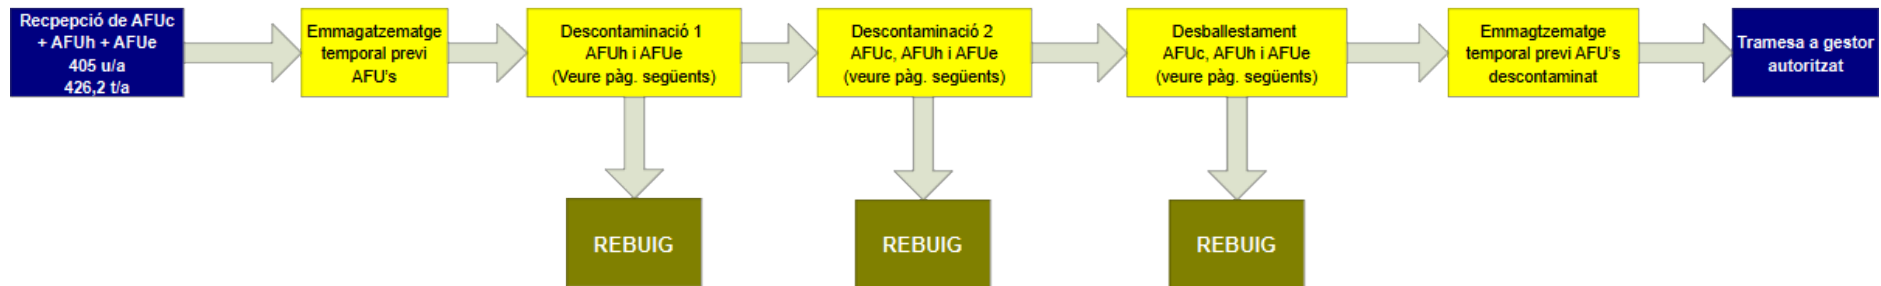 Recpepció de AFUc
+ AFUh + AFUe
405 u/a
426,2 t/a
Emmagatzematge
temporal previ
AFU's
Descontaminació 1
AFUh i AFUe
(Veure pàg. següents)
Descontaminació 2
AFUc, AFUh i AFUe
(veure pàg. següents)
Desballestament
AFUc, AFUh i AFUe
(veure pàg. següents)
Emmagtzematge
temporal previ AFU's
descontaminat
Tramesa a gestor
autoritzat
REBUIG
REBUIG
REBUIG